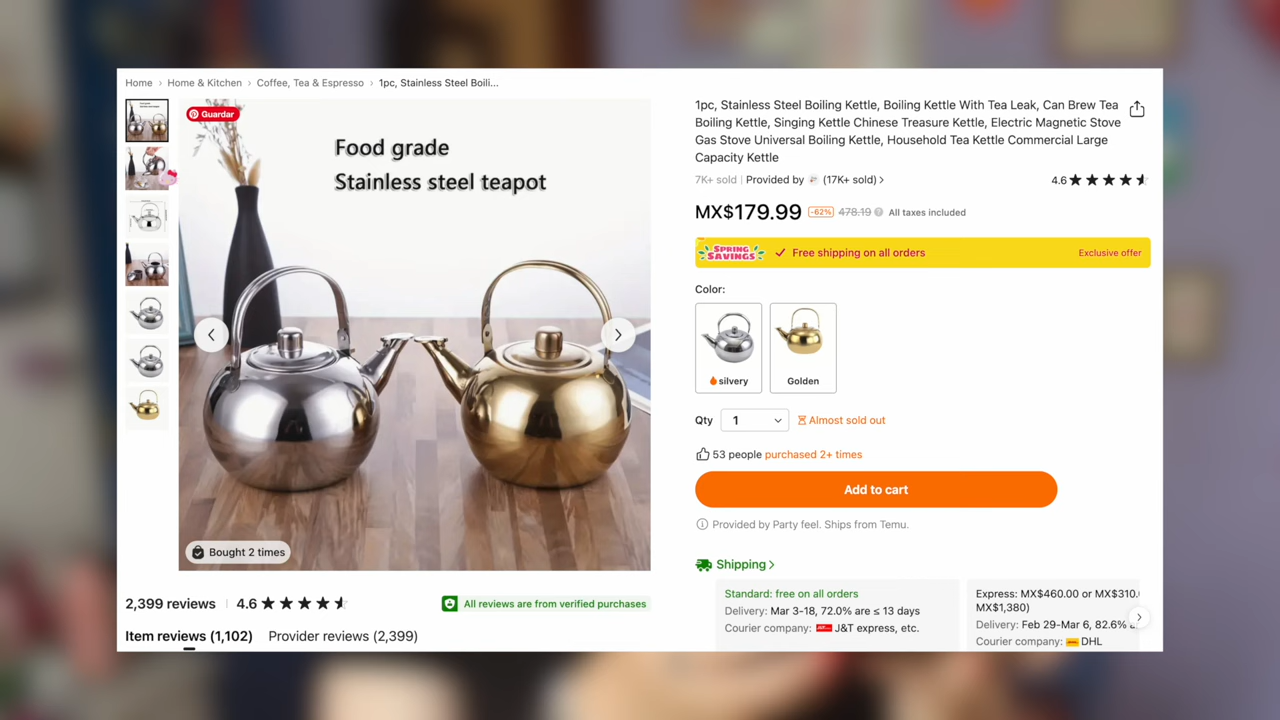 Home > Home & Kitchen > Coffee, Tea & Espresso > 1pc, Stainless Steel Boili...
Guardar
Food grade
Stainless steel teapot
Bought 2 times
2,399 reviews
4.6
All reviews are from verified purchases
Item reviews (1,102)
Provider reviews (2,399)
1pc, Stainless Steel Boiling Kettle, Boiling Kettle With Tea Leak, Can Brew Tea
Boiling Kettle, Singing Kettle Chinese Treasure Kettle, Electric Magnetic Stove
Gas Stove Universal Boiling Kettle, Household Tea Kettle Commercial Large
Capacity Kettle
7K+ sold | Provided by (17K+ sold) >
4.6
MX$179.99 -62% 478.19 All taxes included
SPRING SAVINGS
Free shipping on all orders
Exclusive offer
Color:
silvery
Golden
Qty 1 Almost sold out
53 people purchased 2+ times
Add to cart
Provided by Party feel. Ships from Temu.
Shipping >
Standard: free on all orders
Delivery: Mar 3-18, 72.0% are ≤ 13 days
Courier company: J&T express, etc.
Express: MX$460.00 or MX$310.
MX$1,380)
Delivery: Feb 29-Mar 6, 82.6%
Courier company: DHL